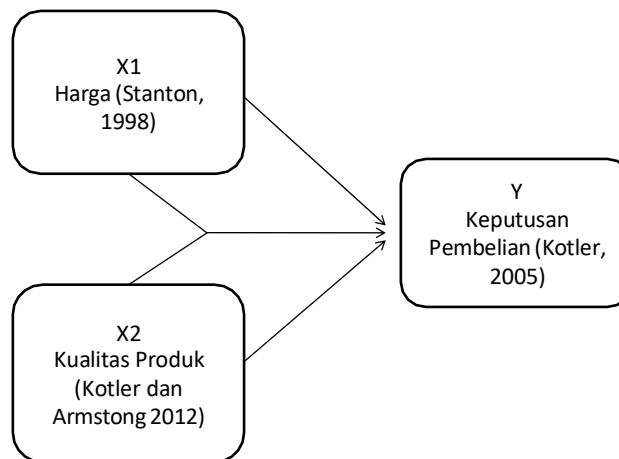 X1
Harga (Stanton,
1998)
Y
Keputusan
Pembelian (Kotler,
2005)
X2
Kualitas Produk
(Kotler dan
Armstong 2012)